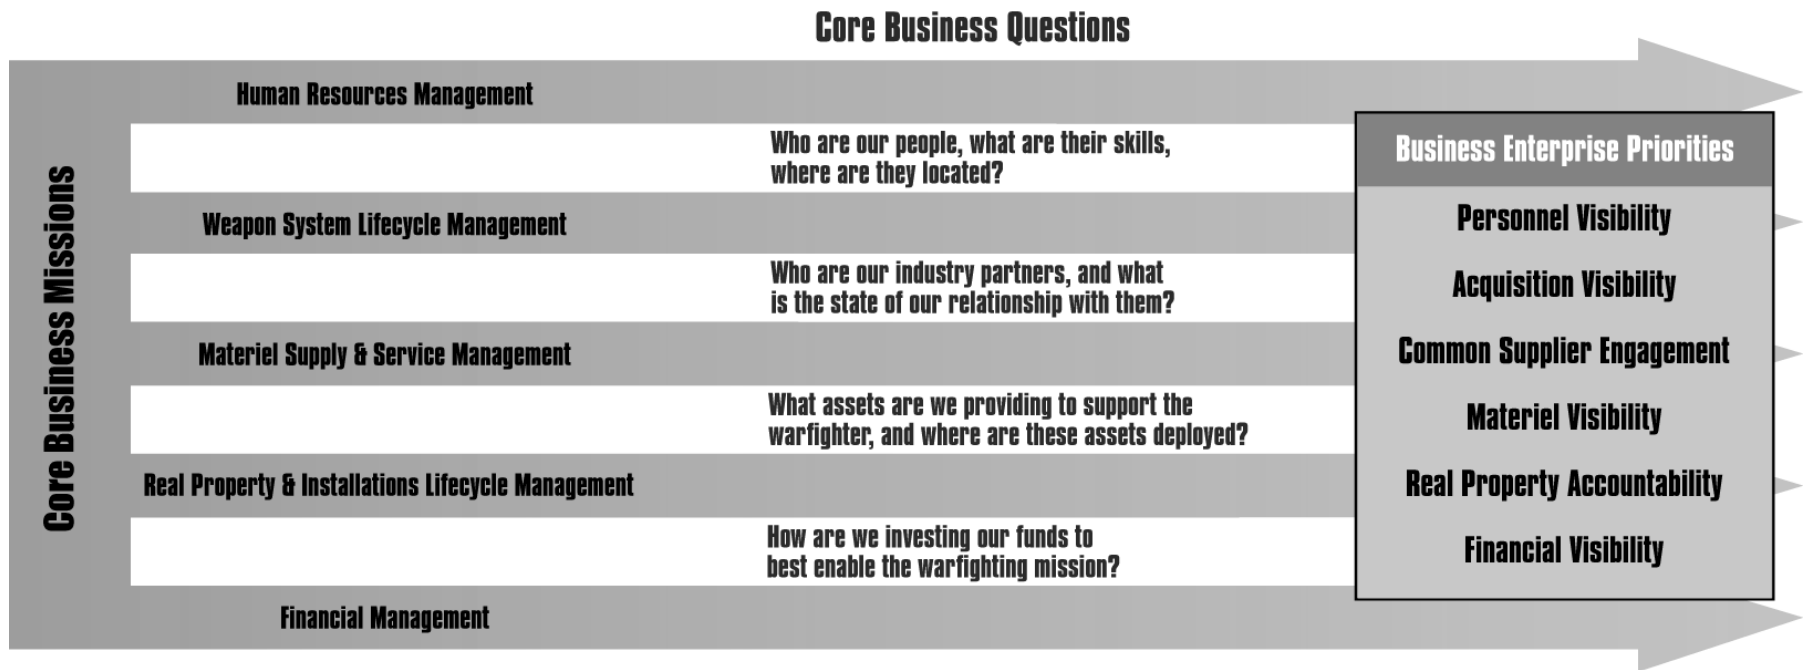 Core Business Questions
Core Business Missions
Human Resources Management
Who are our people, what are their skills,
where are they located?
Weapon System Lifecycle Management
Who are our industry partners, and what
is the state of our relationship with them?
Materiel Supply & Service Management
What assets are we providing to support the
warfighter, and where are these assets deployed?
Real Property & Installations Lifecycle Management
How are we investing our funds to
best enable the warfighting mission?
Financial Management
Business Enterprise Priorities
Personnel Visibility
Acquisition Visibility
Common Supplier Engagement
Materiel Visibility
Real Property Accountability
Financial Visibility